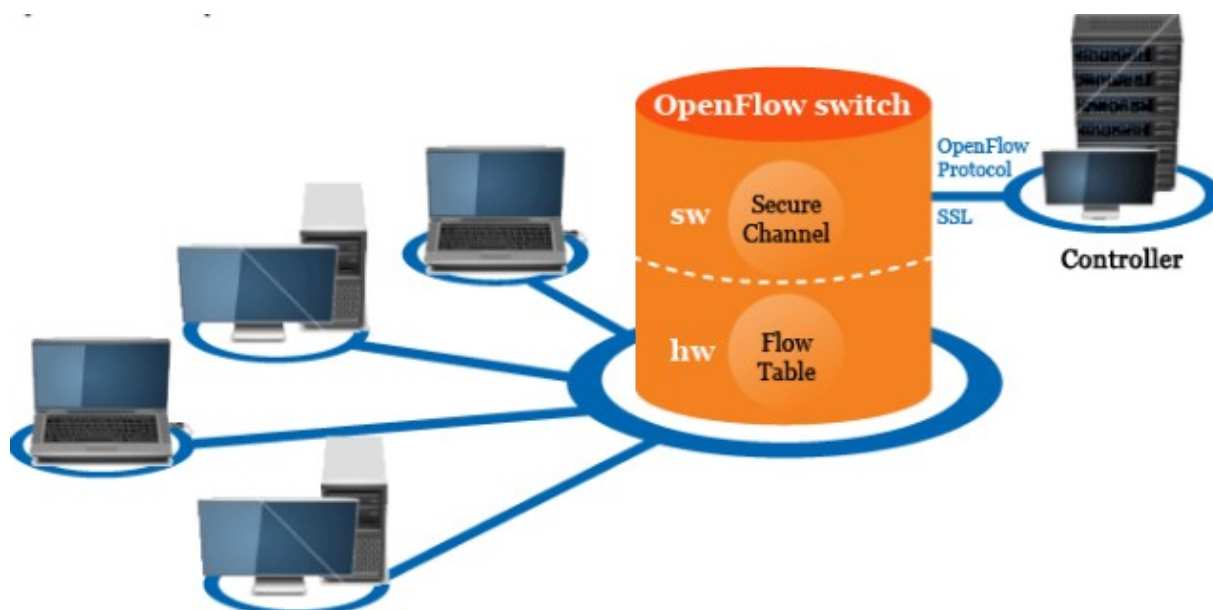 OpenFlow switch
sw
Secure
Channel
hw
Flow
Table
OpenFlow
Protocol
SSL
Controller